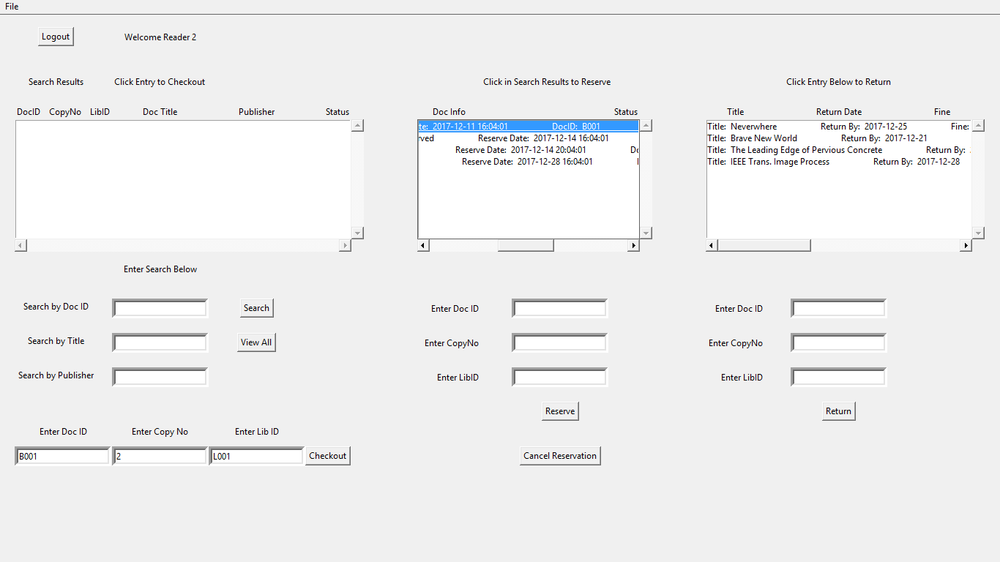 File
Logout Welcome Reader 2
Search Results Click Entry to Checkout Click in Search Results to Reserve Click Entry Below to Return
DocID CopyNo LibID Doc Title Publisher Status Doc Info Status Title Return Date Fine
te: 2017-12-11 16:04:01 DocID: B001 Title: Neverwhere Return By: 2017-12-25 Fine:
rved Reserve Date: 2017-12-14 16:04:01 Title: Brave New World Return By: 2017-12-21
Reserve Date: 2017-12-14 20:04:01 Do Title: The Leading Edge of Pervious Concrete Return By:
Reserve Date: 2017-12-28 16:04:01 Title: IEEE Trans. Image Process Return By: 2017-12-28
Enter Search Below
Search by Doc ID Search Enter Doc ID Enter Doc ID
Search by Title View All Enter CopyNo Enter CopyNo
Search by Publisher Enter LibID Enter LibID
Reserve Return
Enter Doc ID Enter Copy No Enter Lib ID
B001 2 L001 Checkout Cancel Reservation